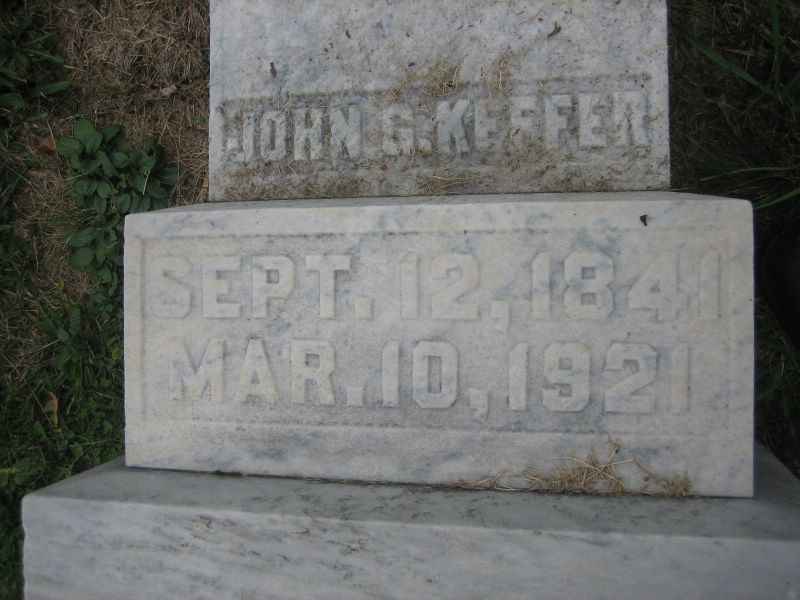 JOHN G. KEFFER
SEPT. 12, 1841
MAR. 10, 1921